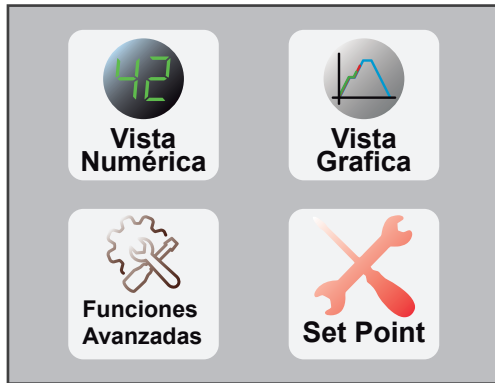 42
Vista
Numérica
Vista
Grafica
Funciones
Avanzadas
Set Point